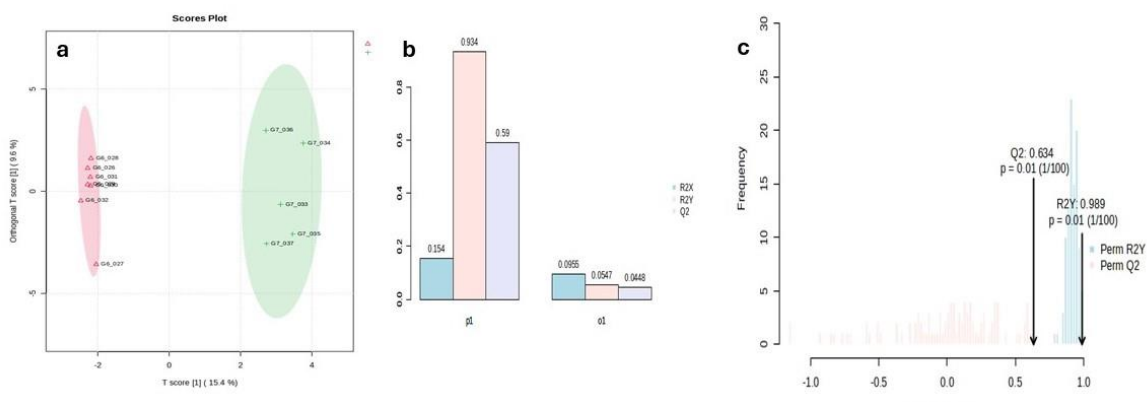 Scores Plot
a
Orthogonal T score [1] ( 9.6 %)
5
0
-5
-2
0
2
4
T score [1] ( 15.4 %)
G6_031
G6_032
G6_027
G7_036
G7_034
G7_037
b
0.934
0.59
0.154
0.0955
0.0547
0.0448
0.8
0.6
0.4
0.2
0.0
p1
o1
R2X
R2Y
Q2
c
Frequency
30
25
20
15
10
5
0
Q2: 0.634
p = 0.01 (1/100)
R2Y: 0.989
p = 0.01 (1/100)
Perm R2Y
Perm Q2
-1.0
-0.5
0.0
0.5
1.0